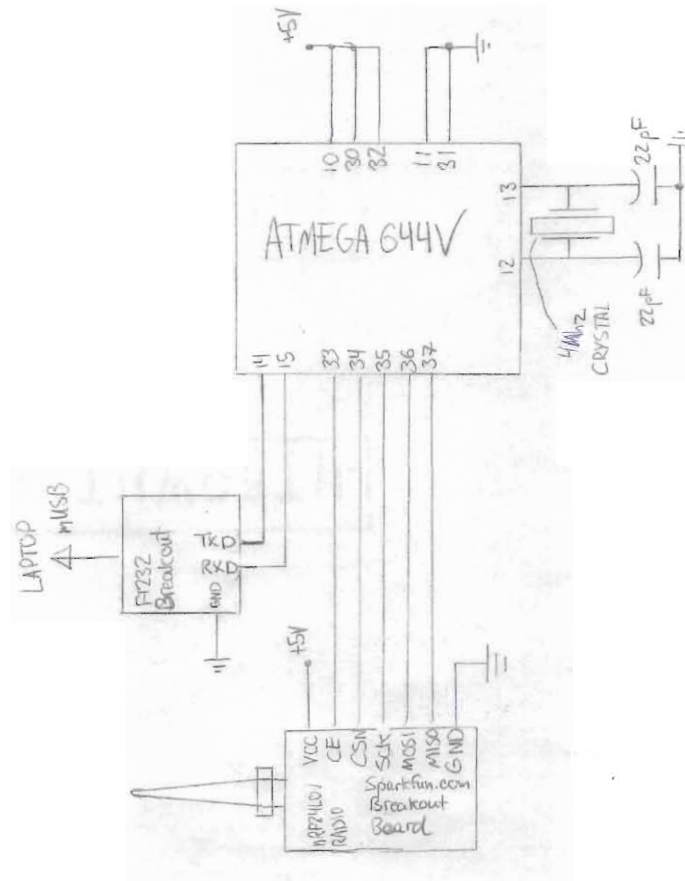 LAPTOP
mUSB
FT232
Breakout
TXD
RXD
GND
+5V
nRF24L01
RADIO
VCC
CE
CSN
SCK
MOSI
MISO
GND
Sparkfun.com
Breakout
Board
ATMEGA 644V
14
15
33
34
35
36
37
10
30
32
11
31
+5V
12
13
4Mhz
CRYSTAL
22pF
22pF